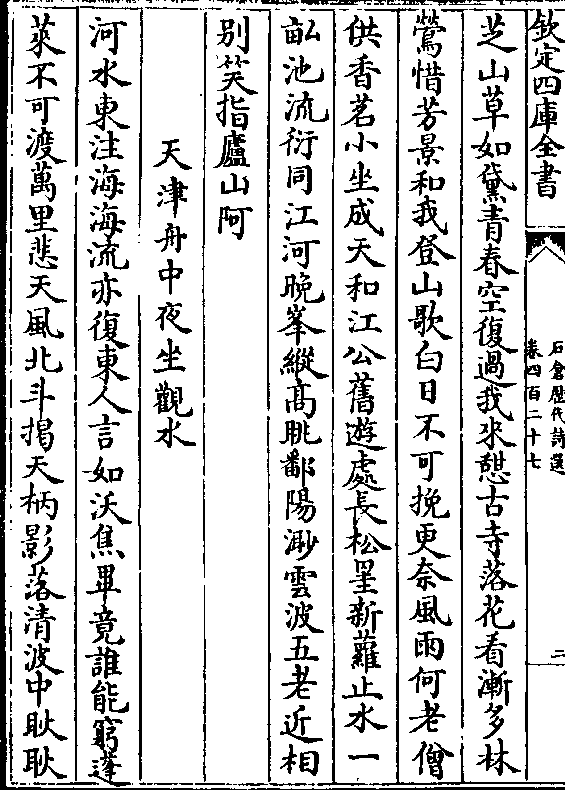 欽定四庫全書
石倉歷代詩選
卷四百二十七
二
芝山草如黛青春空復過我來憇古寺落花看漸多林
鶯惜芳景和我登山歌白日不可挽更奈風雨何老僧
供香茗小坐成天和江公舊遊處長松罣新蘿止水一
畆池流衍同江河晚峯縱髙眺鄱陽渺雲波五老近相
别笑指廬山阿
天津舟中夜坐觀水
河水東注海海流亦復東人言如沃焦畢竟誰能窮蓬
萊不可渡萬里悲天風北斗揭天柄影落清波中耿耿